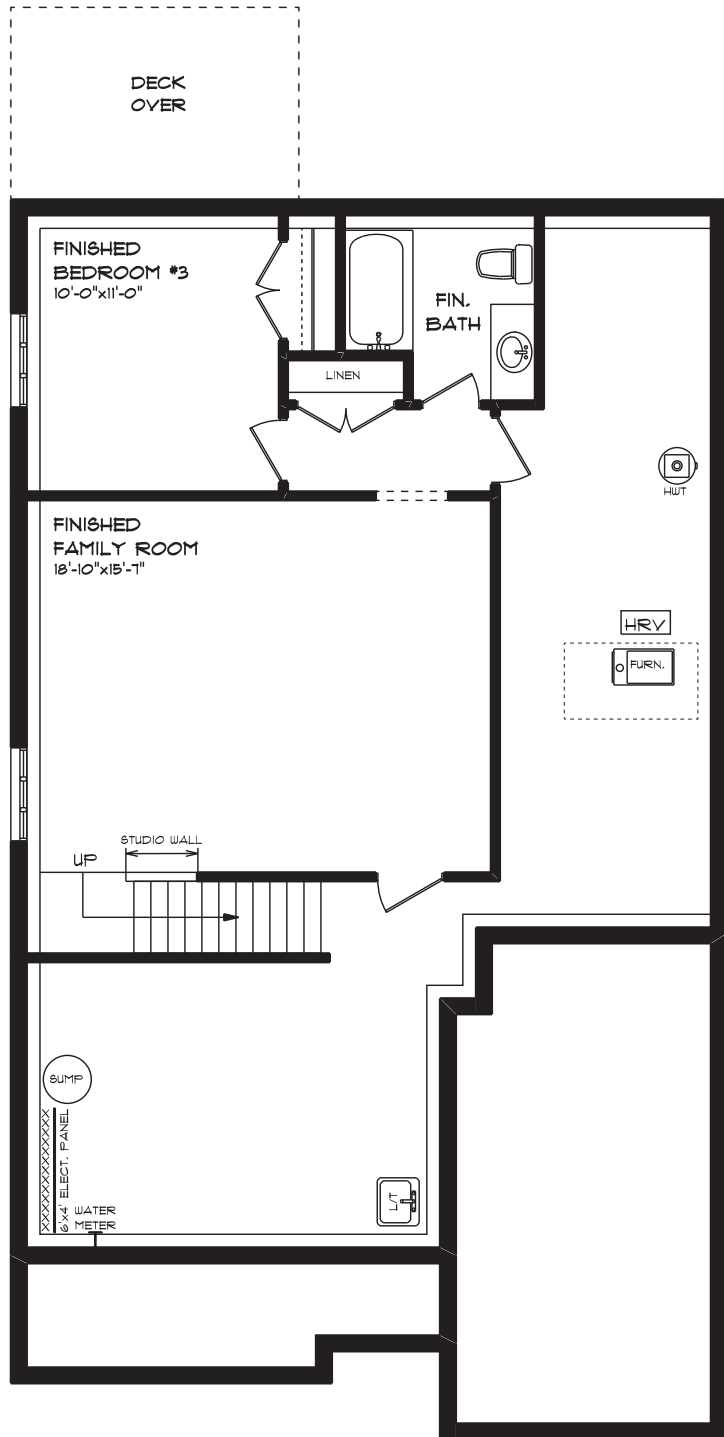 DECK
OVER
FINISHED
BEDROOM #3
10'-0"x11'-0"
FIN.
BATH
LINEN
HWT
FINISHED
FAMILY ROOM
18'-10"x15'-7"
HRV
FURN.
STUDIO WALL
UP
SUMP
6'x4' ELECT. PANEL
WATER
METER
L/T